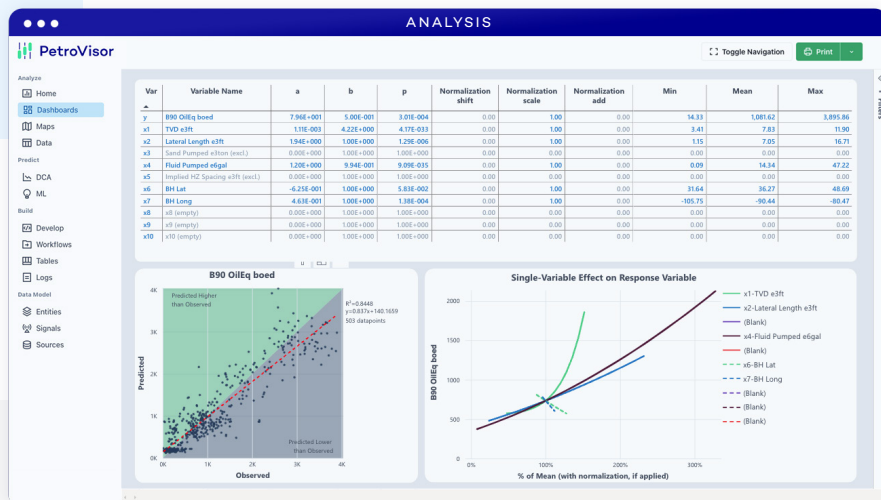 ANALYSIS
PetroVisor
Toggle Navigation
Print
Analyze
Home
Dashboards
Maps
Data
Predict
DCA
ML
Build
Develop
Workflows
Tables
Logs
Data Model
Entities
Signals
Sources
Filters
Var Variable Name a b p Normalization shift Normalization scale Normalization add Min Mean Max
y B90 OilEq boed 7.96E+001 5.00E-001 3.01E-004 0.00 1.00 0.00 14.33 1,081.62 3,895.86
x1 TVD e3ft 1.11E-003 4.22E+000 4.17E-033 0.00 1.00 0.00 3.41 7.83 11.90
x2 Lateral Length e3ft 1.94E+000 1.00E+000 1.29E-006 0.00 1.00 0.00 1.15 7.05 16.71
x3 Sand Pumped e3ton (excl.) 0.00E+000 1.00E+000 1.00E+000 0.00 1.00 0.00 0.00 0.00 0.00
x4 Fluid Pumped e6gal 1.20E+000 9.94E-001 9.09E-035 0.00 1.00 0.00 0.09 14.34 47.22
x5 Implied HZ Spacing e3ft (excl.) 0.00E+000 1.00E+000 1.00E+000 0.00 1.00 0.00 0.00 0.00 0.00
x6 BH Lat -6.25E-001 1.00E+000 5.83E-002 0.00 1.00 0.00 31.64 36.27 48.69
x7 BH Long 4.63E-001 1.00E+000 1.38E-004 0.00 1.00 0.00 -105.75 -90.44 -80.47
x8 x8 (empty) 0.00E+000 1.00E+000 1.00E+000 0.00 1.00 0.00 0.00 0.00 0.00
x9 x9 (empty) 0.00E+000 1.00E+000 1.00E+000 0.00 1.00 0.00 0.00 0.00 0.00
x10 x10 (empty) 0.00E+000 1.00E+000 1.00E+000 0.00 1.00 0.00 0.00 0.00 0.00
B90 OilEq boed
Predicted Higher
than Observed
R²=0.8448
y=0.837x+140.1659
503 datapoints
4K
3K
2K
1K
0K
Predicted
Predicted Lower
than Observed
0K 1K 2K 3K 4K
Observed
Single-Variable Effect on Response Variable
2000
1500
1000
500
0
B90 OilEq boed
0% 100% 200% 300%
% of Mean (with normalization, if applied)
x1-TVD e3ft
x2-Lateral Length e3ft
(Blank)
x4-Fluid Pumped e6gal
(Blank)
x6-BH Lat
x7-BH Long
(Blank)
(Blank)
(Blank)